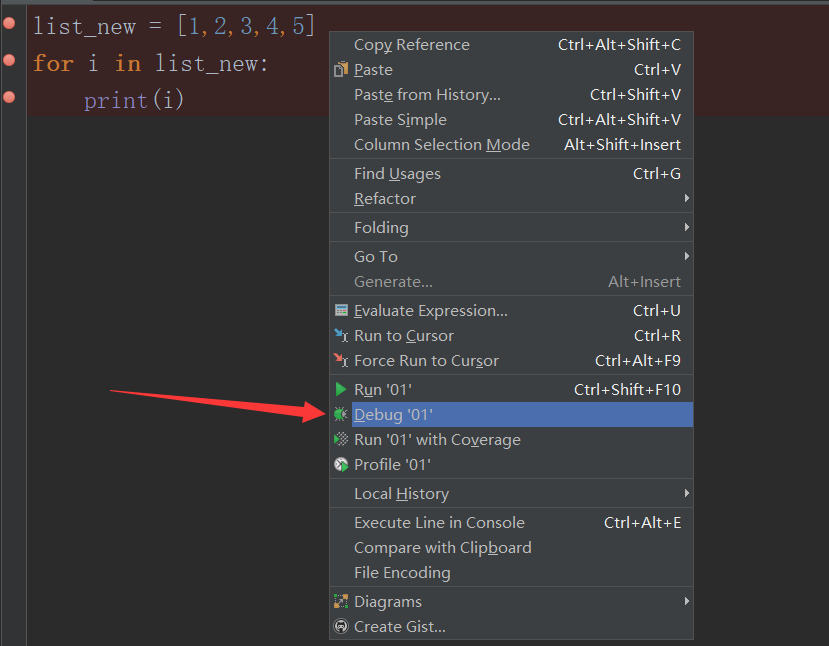 list_new = [1,2,3,4,5]
for i in list_new:
print(i)
Copy Reference Ctrl+Alt+Shift+C
Paste Ctrl+V
Paste from History... Ctrl+Shift+V
Paste Simple Ctrl+Alt+Shift+V
Column Selection Mode Alt+Shift+Insert
Find Usages Ctrl+G
Refactor
Folding
Go To
Generate... Alt+Insert
Evaluate Expression... Ctrl+U
Run to Cursor Ctrl+R
Force Run to Cursor Ctrl+Alt+F9
Run '01' Ctrl+Shift+F10
Debug '01'
Run '01' with Coverage
Profile '01'
Local History
Execute Line in Console Ctrl+Alt+E
Compare with Clipboard
File Encoding
Diagrams
Create Gist...